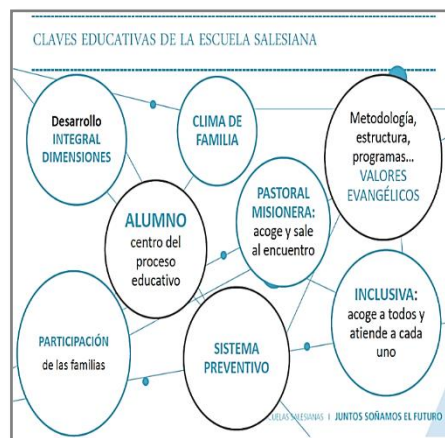 CLAVES EDUCATIVAS DE LA ESCUELA SALESIANA
Desarrollo
INTEGRAL
DIMENSIONES
CLIMA DE
FAMILIA
Metodología,
estructura,
programas...
VALORES
EVANGÉLICOS
ALUMNO
centro del
proceso
educativo
PASTORAL
MISIONERA:
acoge y sale
al encuentro
PARTICIPACIÓN
de las familias
SISTEMA
PREVENTIVO
INCLUSIVA:
acoge a todos y
atiende a cada
uno
SALESIANAS I JUNTOS SOÑAMOS EL FUTURO